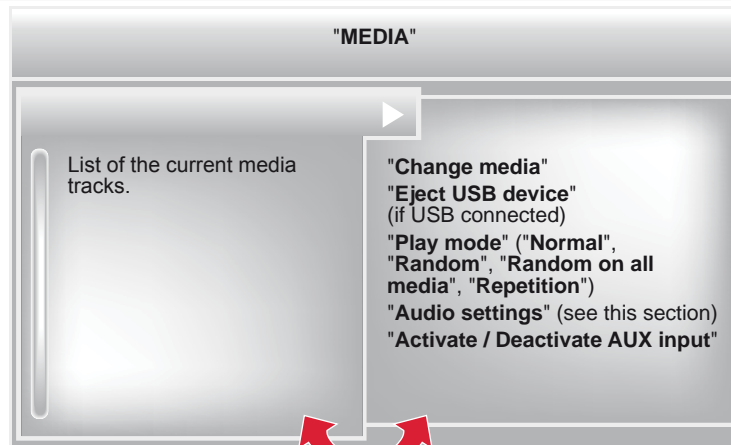 "MEDIA"
List of the current media
tracks.
"Change media"
"Eject USB device"
(if USB connected)
"Play mode" ("Normal",
"Random", "Random on all
media", "Repetition")
"Audio settings" (see this section)
"Activate / Deactivate AUX input"